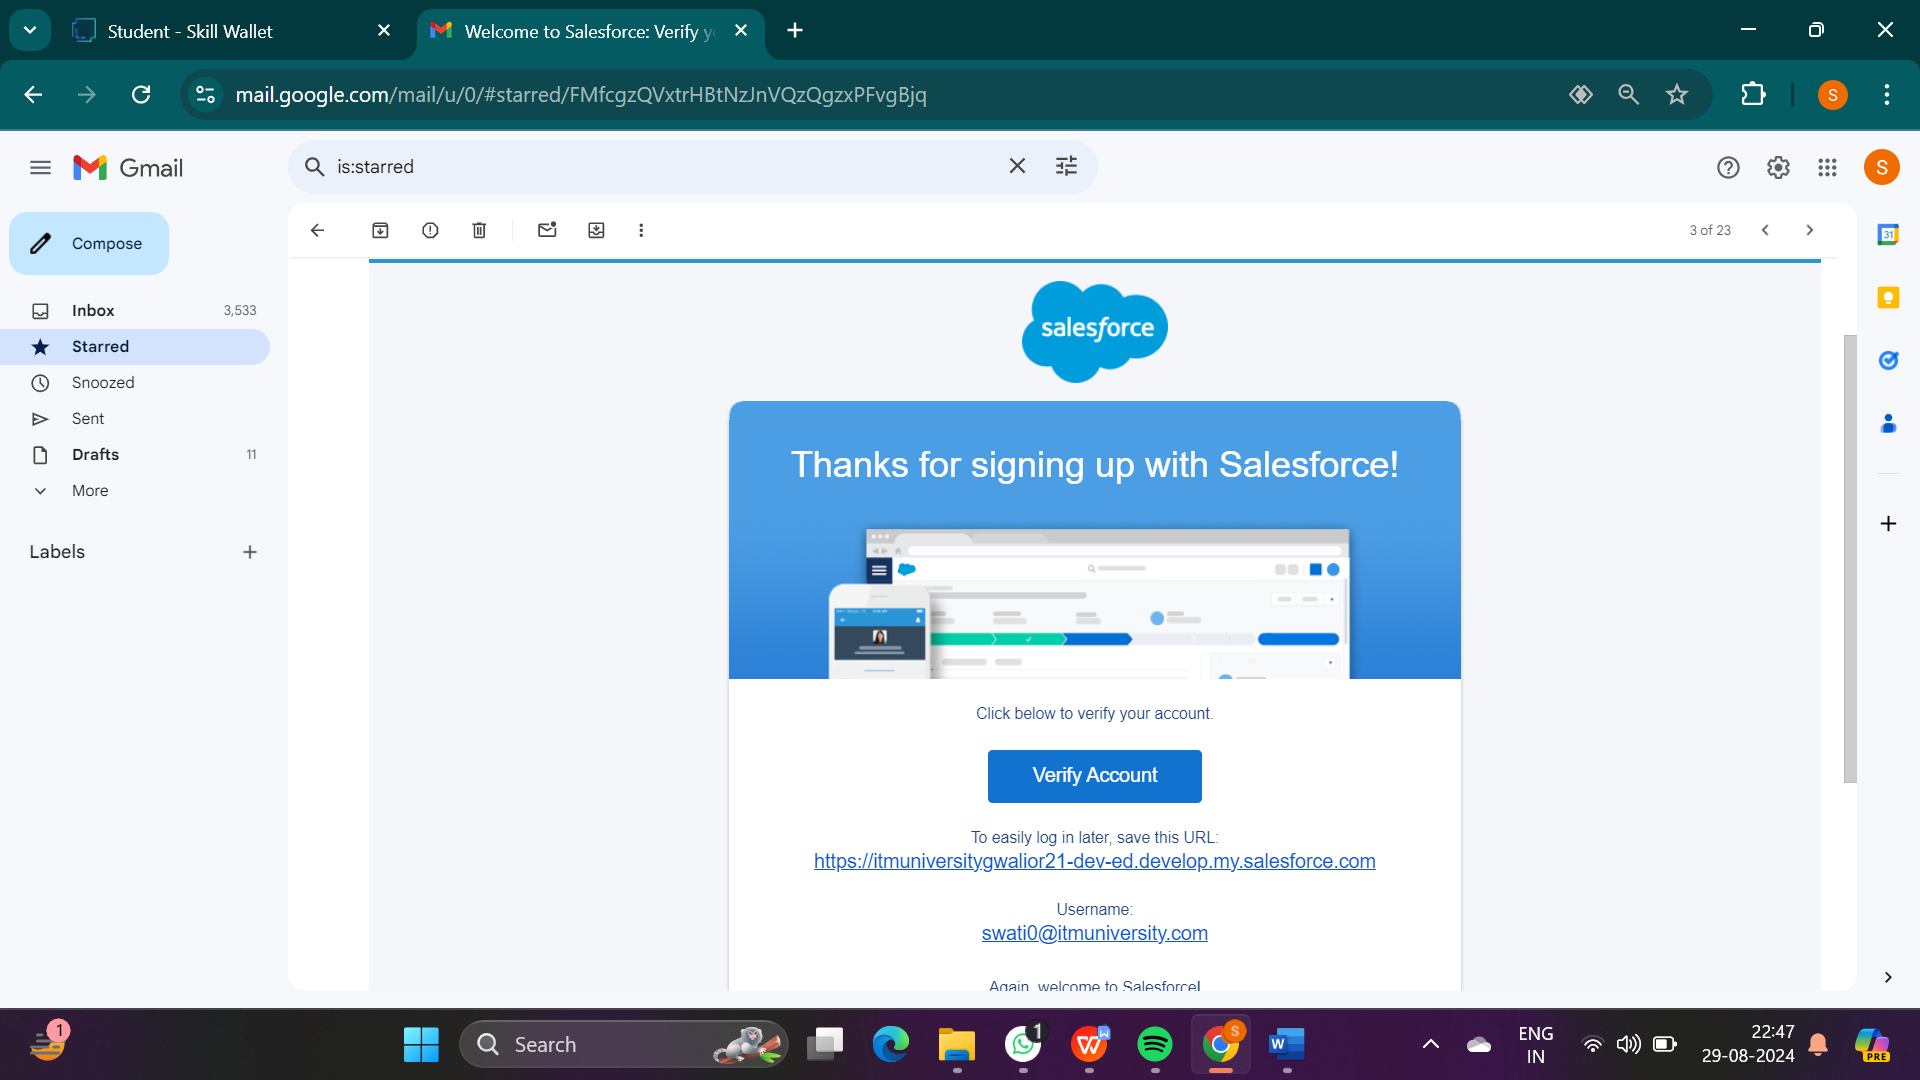 Student - Skill Wallet
Welcome to Salesforce: Verify y
mail.google.com/mail/u/0/#starred/FMfcgzQVxtrHBtNzJnVQzQgzxPFvgBjq
S
Gmail
is:starred
S
Compose
3 of 23
31
Inbox 3,533
Starred
Snoozed
Sent
Drafts 11
More
Labels
salesforce
Thanks for signing up with Salesforce!
Click below to verify your account.
Verify Account
To easily log in later, save this URL:
https://itmuniversitygwalior21-dev-ed.develop.my.salesforce.com
Username:
swati0@itmuniversity.com
Again, welcome to Salesforce!
1
Search
1
W
S
W
ENG
IN
22:47
29-08-2024
PRE